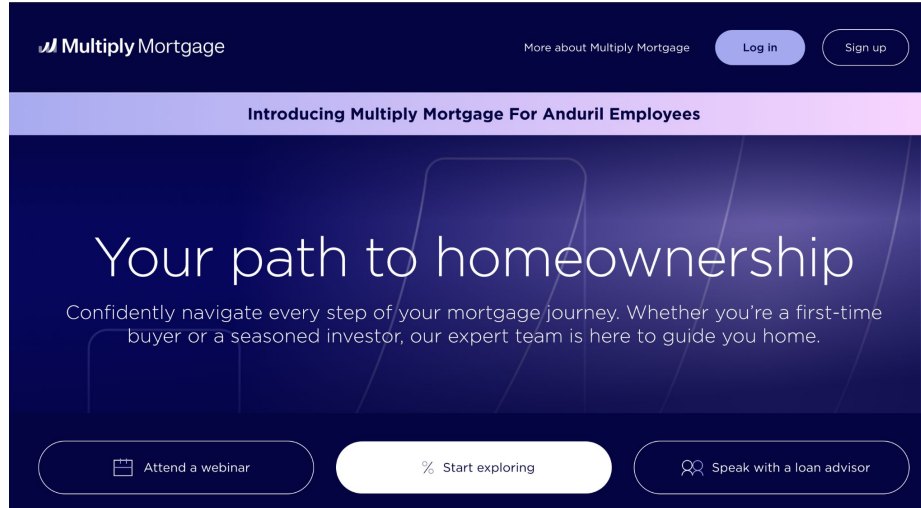 Multiply Mortgage
More about Multiply Mortgage
Log in
Sign up
Introducing Multiply Mortgage For Anduril Employees
Your path to homeownership
Confidently navigate every step of your mortgage journey. Whether you’re a first-time
buyer or a seasoned investor, our expert team is here to guide you home.
Attend a webinar
% Start exploring
Speak with a loan advisor